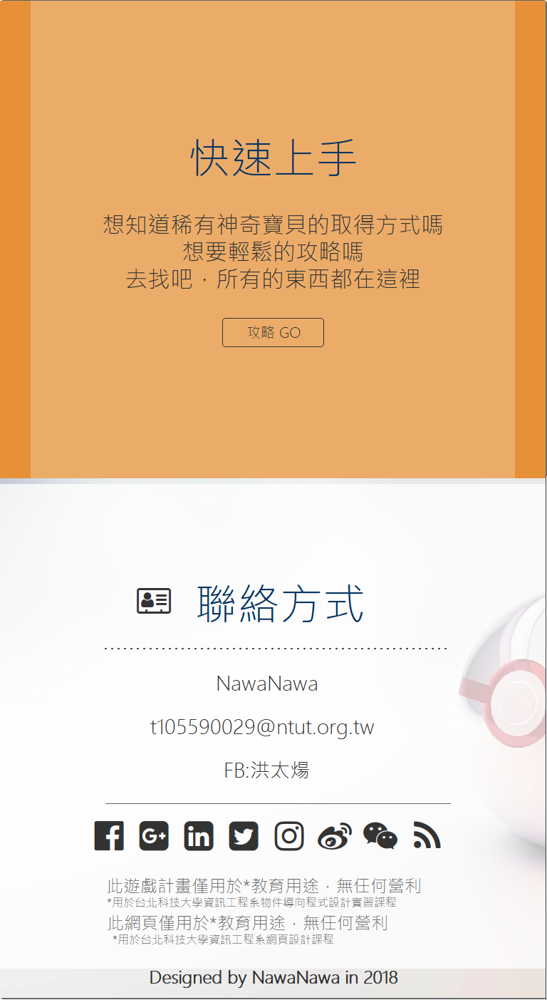 快速上手
想知道稀有神奇寶貝的取得方式嗎
想要輕鬆的攻略嗎
去找吧，所有的東西都在這裡
攻略 GO
聯絡方式
NawaNawa
t105590029@ntut.org.tw
FB:洪太煬
此遊戲計畫僅用於*教育用途，無任何營利
*用於台北科技大學資訊工程系物件導向程式設計實習課程
此網頁僅用於*教育用途，無任何營利
*用於台北科技大學資訊工程系網頁設計課程
Designed by NawaNawa in 2018